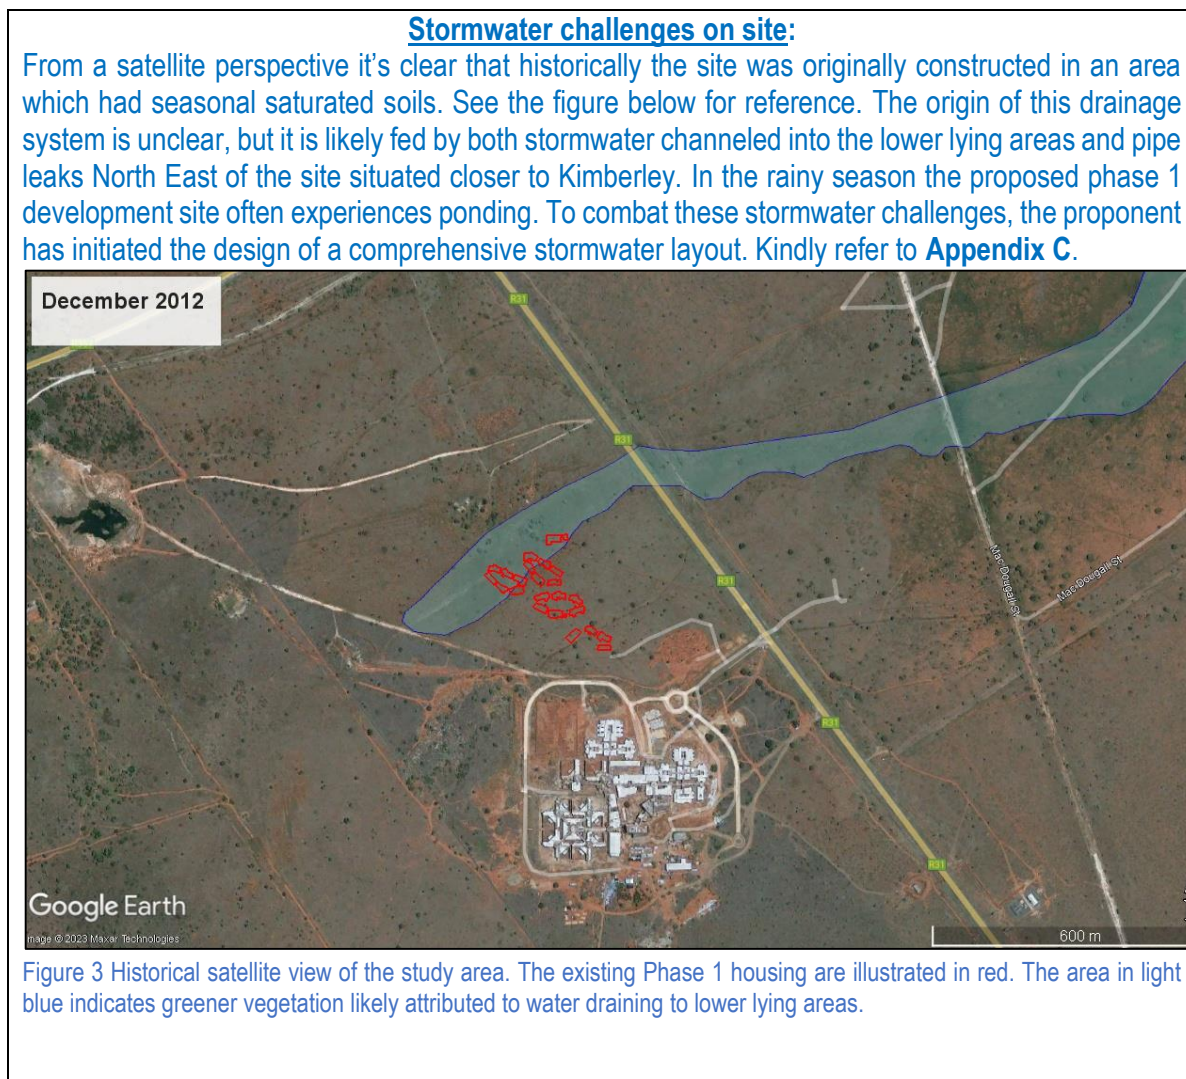 Stormwater challenges on site:
From a satellite perspective it's clear that historically the site was originally constructed in an area
which had seasonal saturated soils. See the figure below for reference. The origin of this drainage
system is unclear, but it is likely fed by both stormwater channeled into the lower lying areas and pipe
leaks North East of the site situated closer to Kimberley. In the rainy season the proposed phase 1
development site often experiences ponding. To combat these stormwater challenges, the proponent
has initiated the design of a comprehensive stormwater layout. Kindly refer to Appendix C.
December 2012
R31
R31
R31
R31
R31
Mac Dougall St
Mac Dougall St
Google Earth
Image © 2023 Maxar Technologies
600 m
Figure 3 Historical satellite view of the study area. The existing Phase 1 housing are illustrated in red. The area in light
blue indicates greener vegetation likely attributed to water draining to lower lying areas.